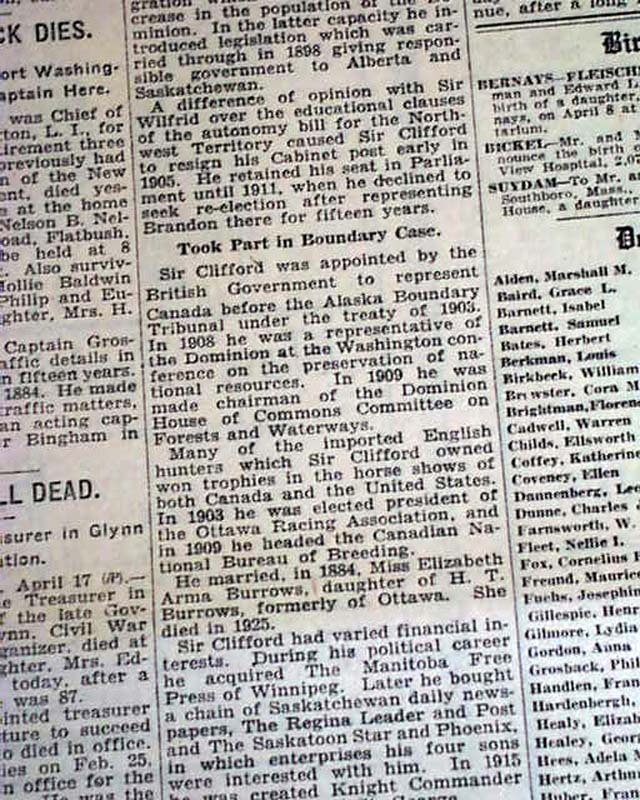 CK DIES.
ort Washing-
aptain Here.
was Chief of
ton, L. I., for
irement three
previously had
n of the New
ent, died yes-
at the home
Nelson B. Nel-
oad, Flatbush.
be held at 8
. Also surviv-
ollie Baldwin
Philip and Eu-
ghter, Mrs. H.
Captain Gros-
affic details in
n fifteen years.
1884. He made
traffic matters,
an acting cap-
r Bingham in
LL DEAD.
surer in Glynn
ution.
April 17 (AP).—
e Treasurer in
f the late Gov-
ynn, Civil War
ganizer, died at
ghter, Mrs. Ed-
today, after a
was 87.
inted treasurer
ture to succeed
o died in office.
ies on Feb. 25,
n office for the
He was the
gration
crease in the population of the Do-
minion. In the latter capacity he in-
troduced legislation which was car-
ried through in 1898 giving respon-
sible government to Alberta and
Saskatchewan.
A difference of opinion with Sir
Wilfrid over the educational clauses
of the autonomy bill for the North-
west Territory caused Sir Clifford
to resign his Cabinet post early in
1905. He retained his seat in Parlia-
ment until 1911, when he declined to
seek re-election after representing
Brandon there for fifteen years.
Took Part in Boundary Case.
Sir Clifford was appointed by the
British Government to represent
Canada before the Alaska Boundary
Tribunal under the treaty of 1903.
In 1908 he was a representative of
the Dominion at the Washington con-
ference on the preservation of na-
tional resources. In 1909 he was
made chairman of the Dominion
House of Commons Committee on
Forests and Waterways.
Many of the imported English
hunters which Sir Clifford owned
won trophies in the horse shows of
both Canada and the United States.
In 1903 he was elected president of
the Ottawa Racing Association, and
in 1909 he headed the Canadian Na-
tional Bureau of Breeding.
He married, in 1884, Miss Elizabeth
Arma Burrows, daughter of H. T.
Burrows, formerly of Ottawa. She
died in 1925.
Sir Clifford had varied financial in-
terests. During his political career
he acquired The Manitoba Free
Press of Winnipeg. Later he bought
a chain of Saskatchewan daily news-
papers, The Regina Leader and Post
and The Saskatoon Star and Phoenix,
in which enterprises his four sons
were interested with him. In 1915
he was created Knight Commander
nue, after a long
Bir
BERNAYS—FLEISCH
man and Edward L
birth of a daughter,
nays, on April 8 at
tarium.
BICKEL—Mr. and
nounce the birth o
View Hospital, 2,6
SUYDAM—To Mr. a
Southboro, Mass.,
House, a daughter
D
Alden, Marshall M.
Baird, Grace L.
Barnett, Isabel
Barnett, Samuel
Bates, Herbert
Berkman, Louis
Birkbeck, William
Brewster, Cora M
Brightman, Floren
Cadwell, Warren
Childs, Ellsworth
Coffey, Katherine
Coveney, Ellen
Dannenberg, Lee
Dunne, Charles
Farnsworth, W.
Fleet, Nellie I.
Fox, Cornelius
Freund, Maurice
Fuchs, Josephin
Gillespie, Hen
Gilmore, Lydia
Gordon, Anna
Grosback, Phil
Handlen, Fran
Hardenbergh,
Healy, Elizab
Healey, Geor
Hees, Adela
Hertz, Arthu
Huber, Fran